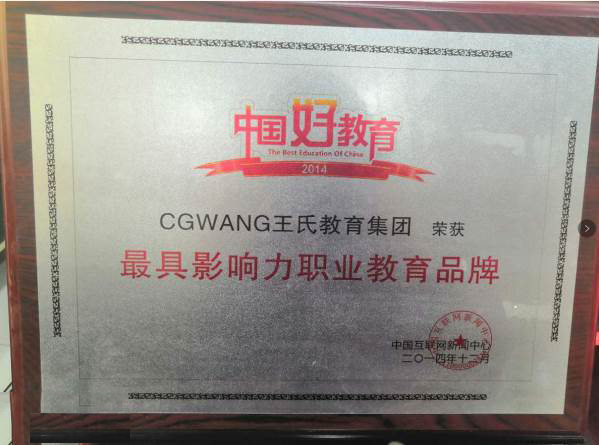 中国好教育
The Best Education Of China
2014
CGWANG王氏教育集团 荣获
最具影响力职业教育品牌
中国互联网新闻中心
二〇一四年十二月